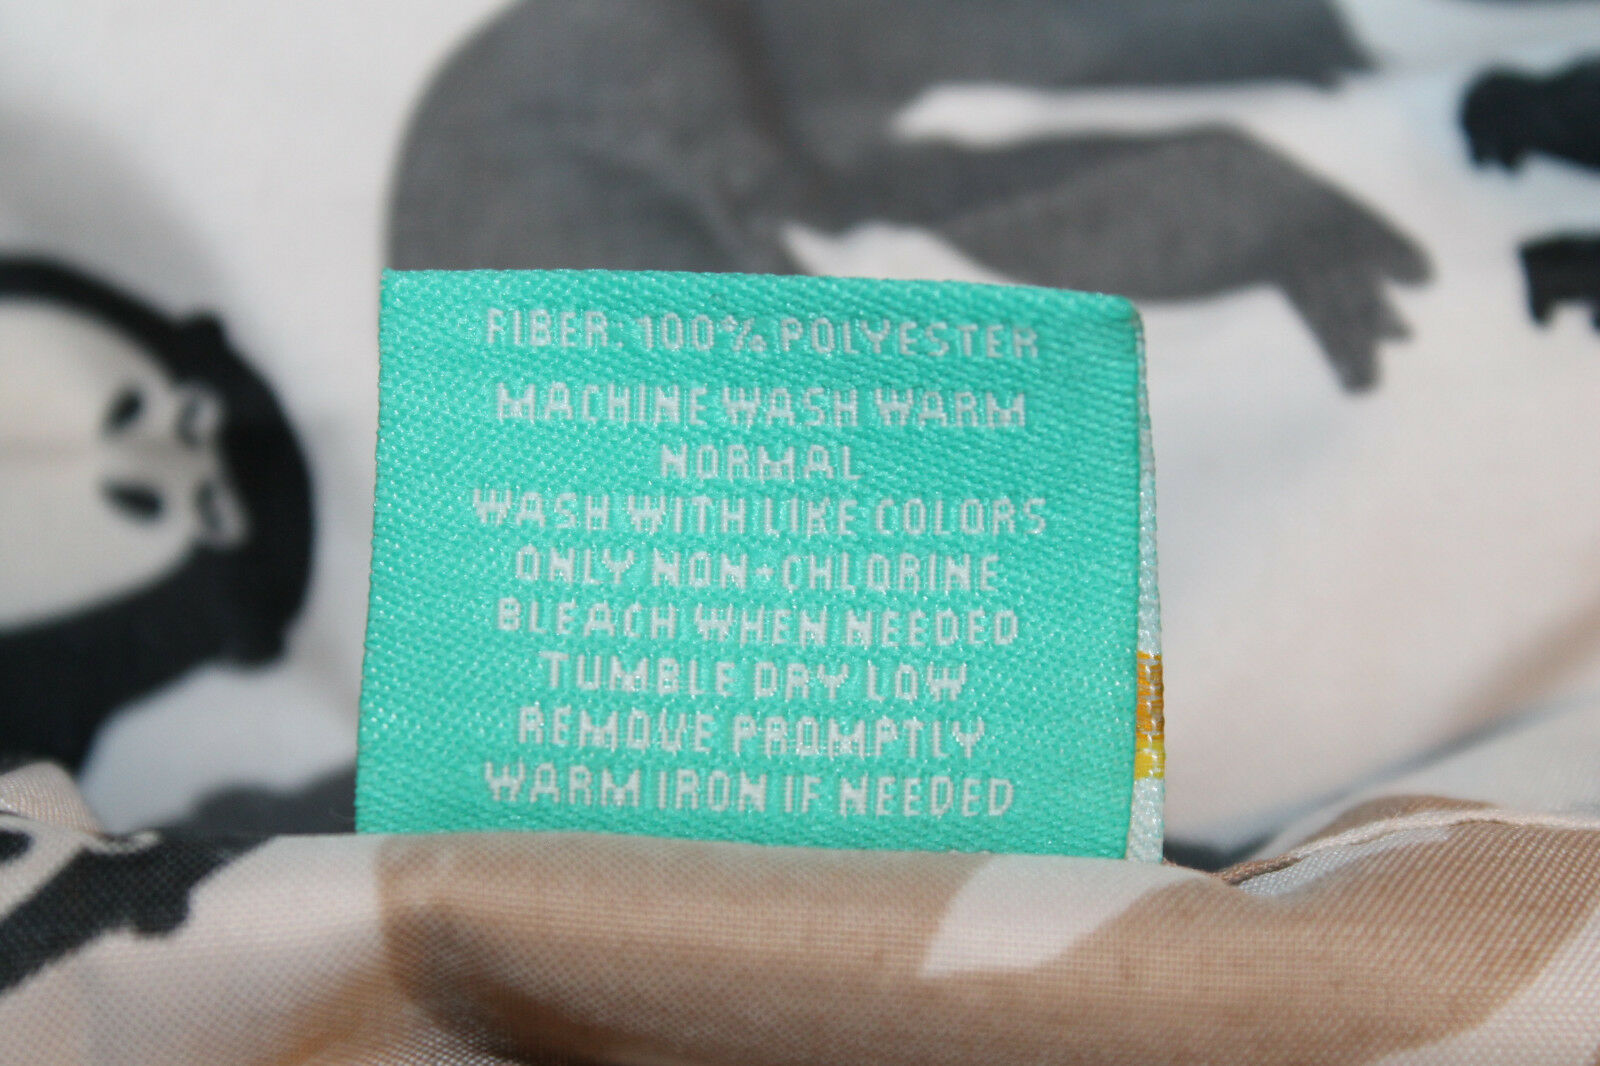 FIBER: 100% POLYESTER
MACHINE WASH WARM
NORMAL
WASH WITH LIKE COLORS
ONLY NON-CHLORINE
BLEACH WHEN NEEDED
TUMBLE DRY LOW
REMOVE PROMPTLY
WARM IRON IF NEEDED